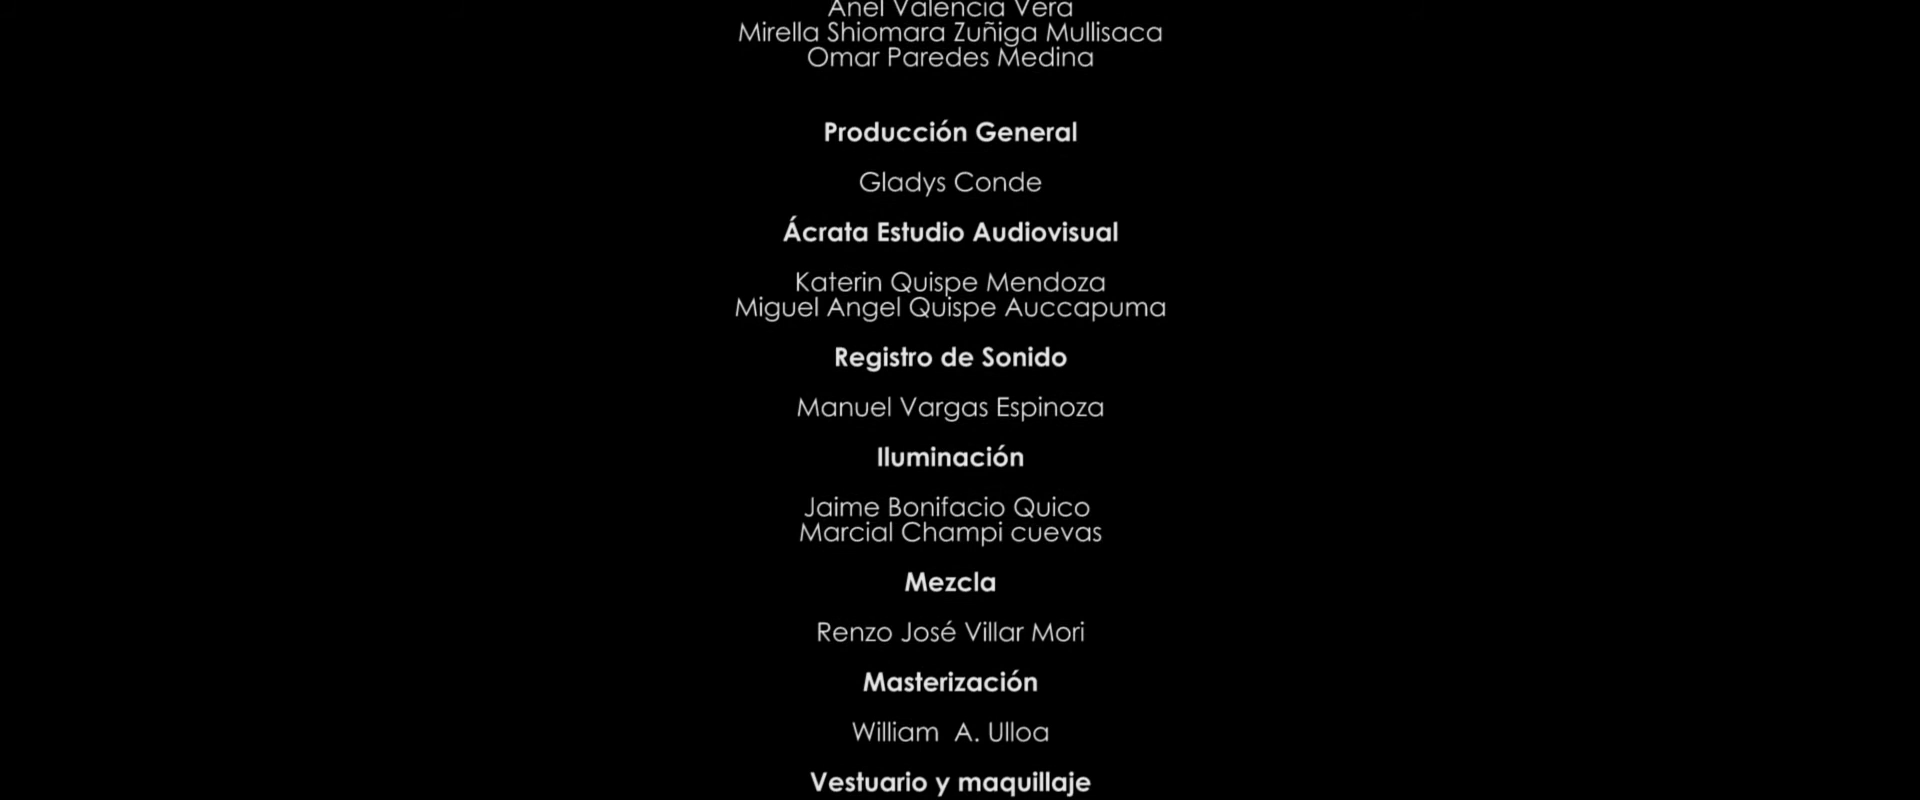 Anel Valencia Vera
Mirella Shiomara Zuñiga Mullisaca
Omar Paredes Medina
Producción General
Gladys Conde
Ácrata Estudio Audiovisual
Katerin Quispe Mendoza
Miguel Angel Quispe Auccapuma
Registro de Sonido
Manuel Vargas Espinoza
Iluminación
Jaime Bonifacio Quico
Marcial Champi cuevas
Mezcla
Renzo José Villar Mori
Masterización
William  A. Ulloa
Vestuario y maquillaje